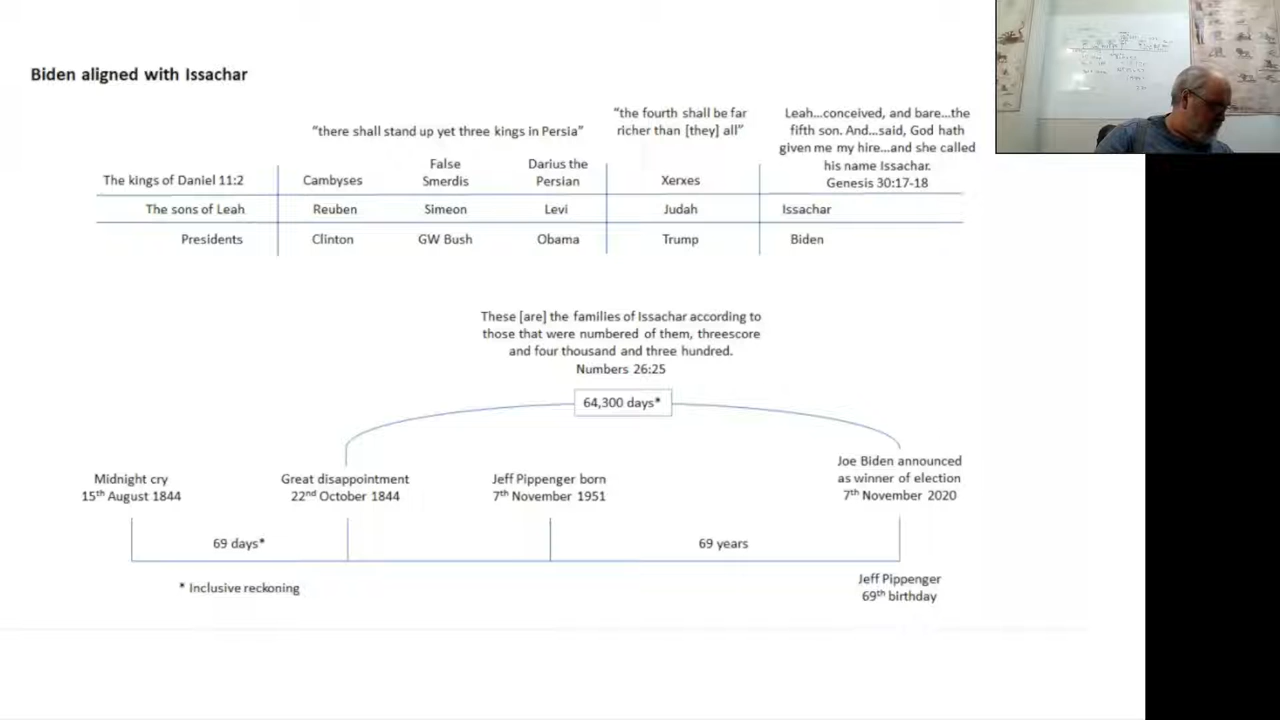 Biden aligned with Issachar
"there shall stand up yet three kings in Persia"
"the fourth shall be far
richer than [they] all"
Leah...conceived, and bare...the
fifth son. And...said, God hath
given me my hire...and she called
his name Issachar.
Genesis 30:17-18
The kings of Daniel 11:2
Cambyses
False
Smerdis
Darius the
Persian
Xerxes
The sons of Leah
Reuben
Simeon
Levi
Judah
Issachar
Presidents
Clinton
GW Bush
Obama
Trump
Biden
These [are] the families of Issachar according to
those that were numbered of them, threescore
and four thousand and three hundred.
Numbers 26:25
64,300 days*
Midnight cry
15th August 1844
Great disappointment
22nd October 1844
Jeff Pippenger born
7th November 1951
Joe Biden announced
as winner of election
7th November 2020
69 days*
69 years
* Inclusive reckoning
Jeff Pippenger
69th birthday